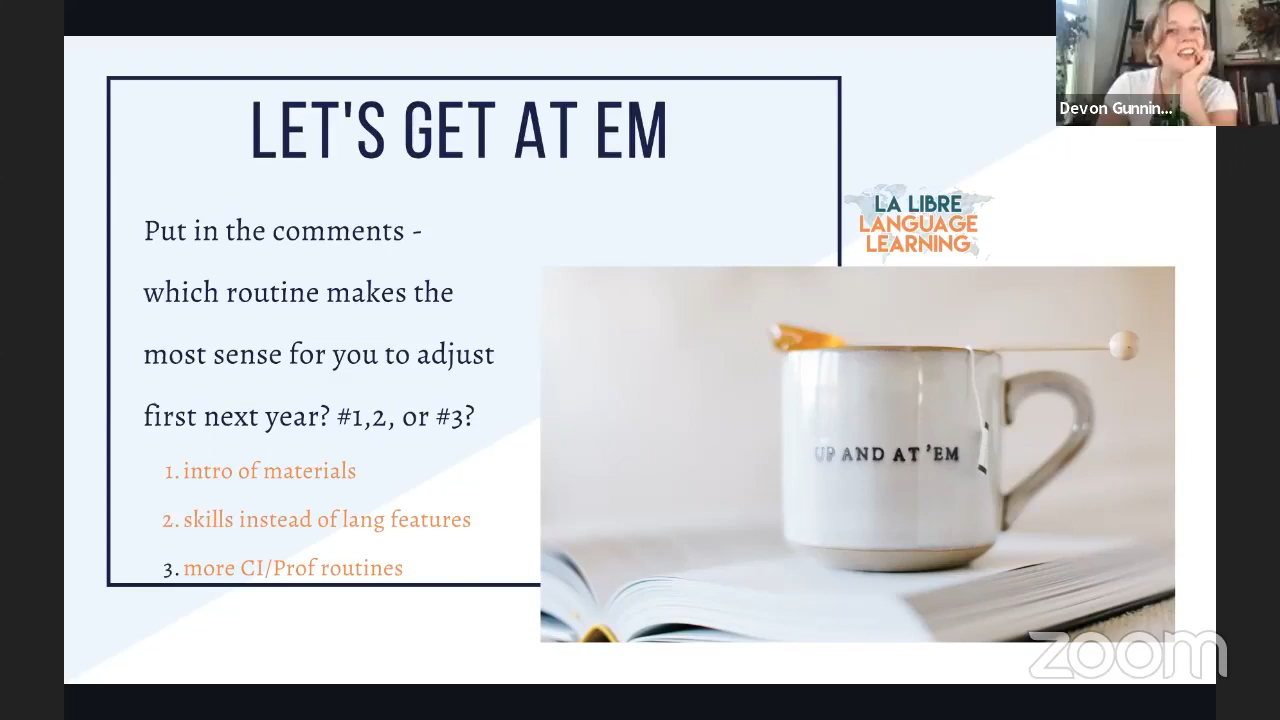 LET'S GET AT EM
Devon Gunnin...
LA LIBRE
LANGUAGE
LEARNING
Put in the comments -
which routine makes the
most sense for you to adjust
first next year? #1,2, or #3?
1. intro of materials
2. skills instead of lang features
3. more CI/Prof routines
UP AND AT 'EM
zoom